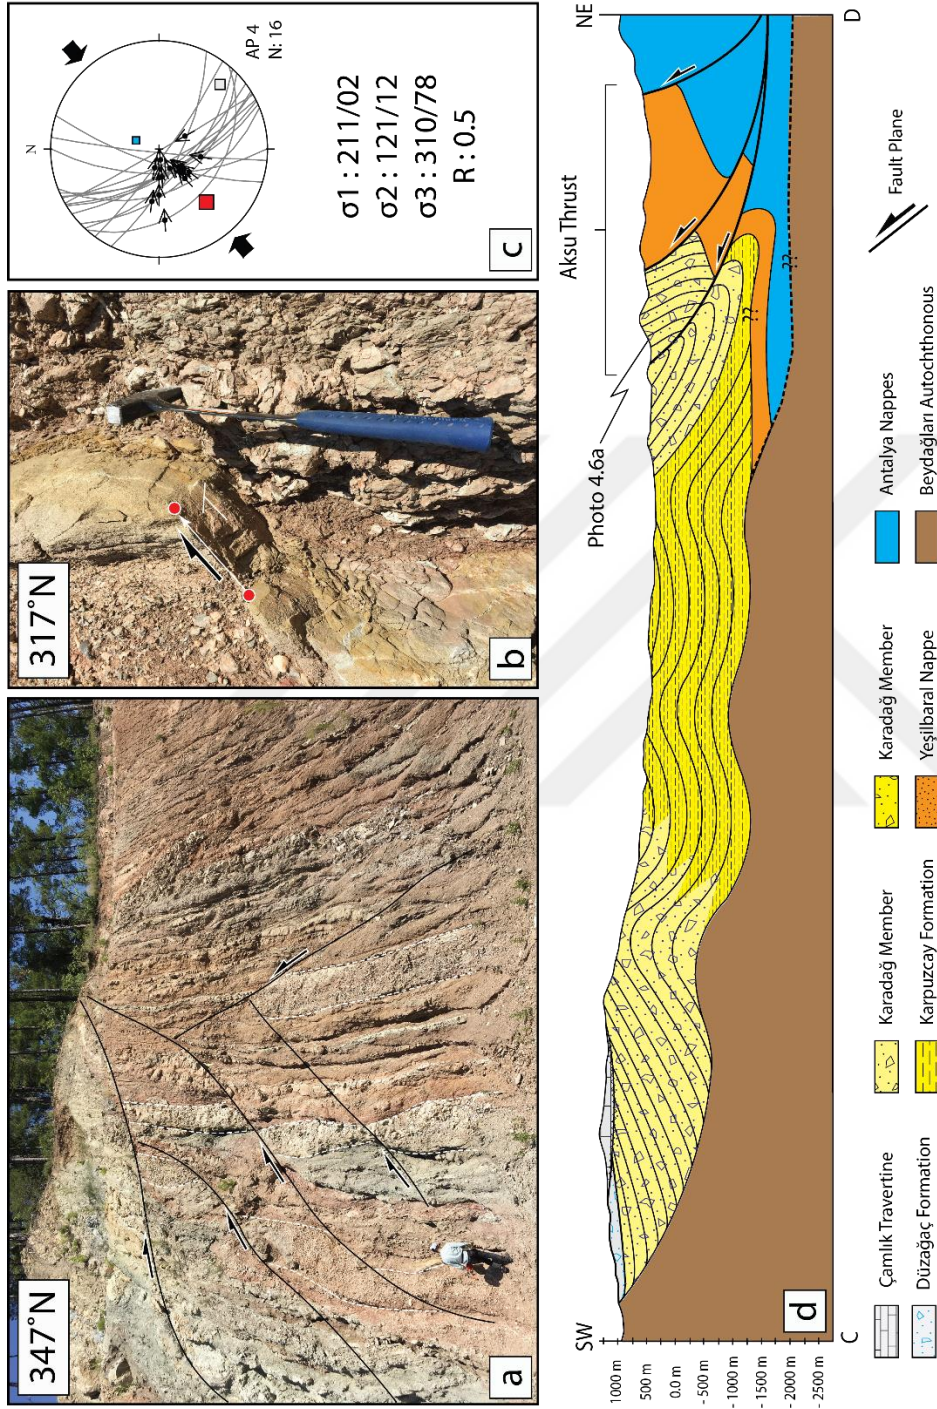 347°N
a
317°N
b
N
AP 4
N: 16
σ1 : 211/02
σ2 : 121/12
σ3 : 310/78
R : 0.5
c
SW
NE
Photo 4.6a
Aksu Thrust
1000 m
500 m
0.0 m
- 500 m
- 1000 m
- 1500 m
- 2000 m
- 2500 m
??
??
d
C
D
Çamlık Travertine
Karadağ Member
Karadağ Member
Antalya Nappes
Fault Plane
Düzağaç Formation
Karpuzcay Formation
Yeşilbaral Nappe
Beydağları Autochthonous